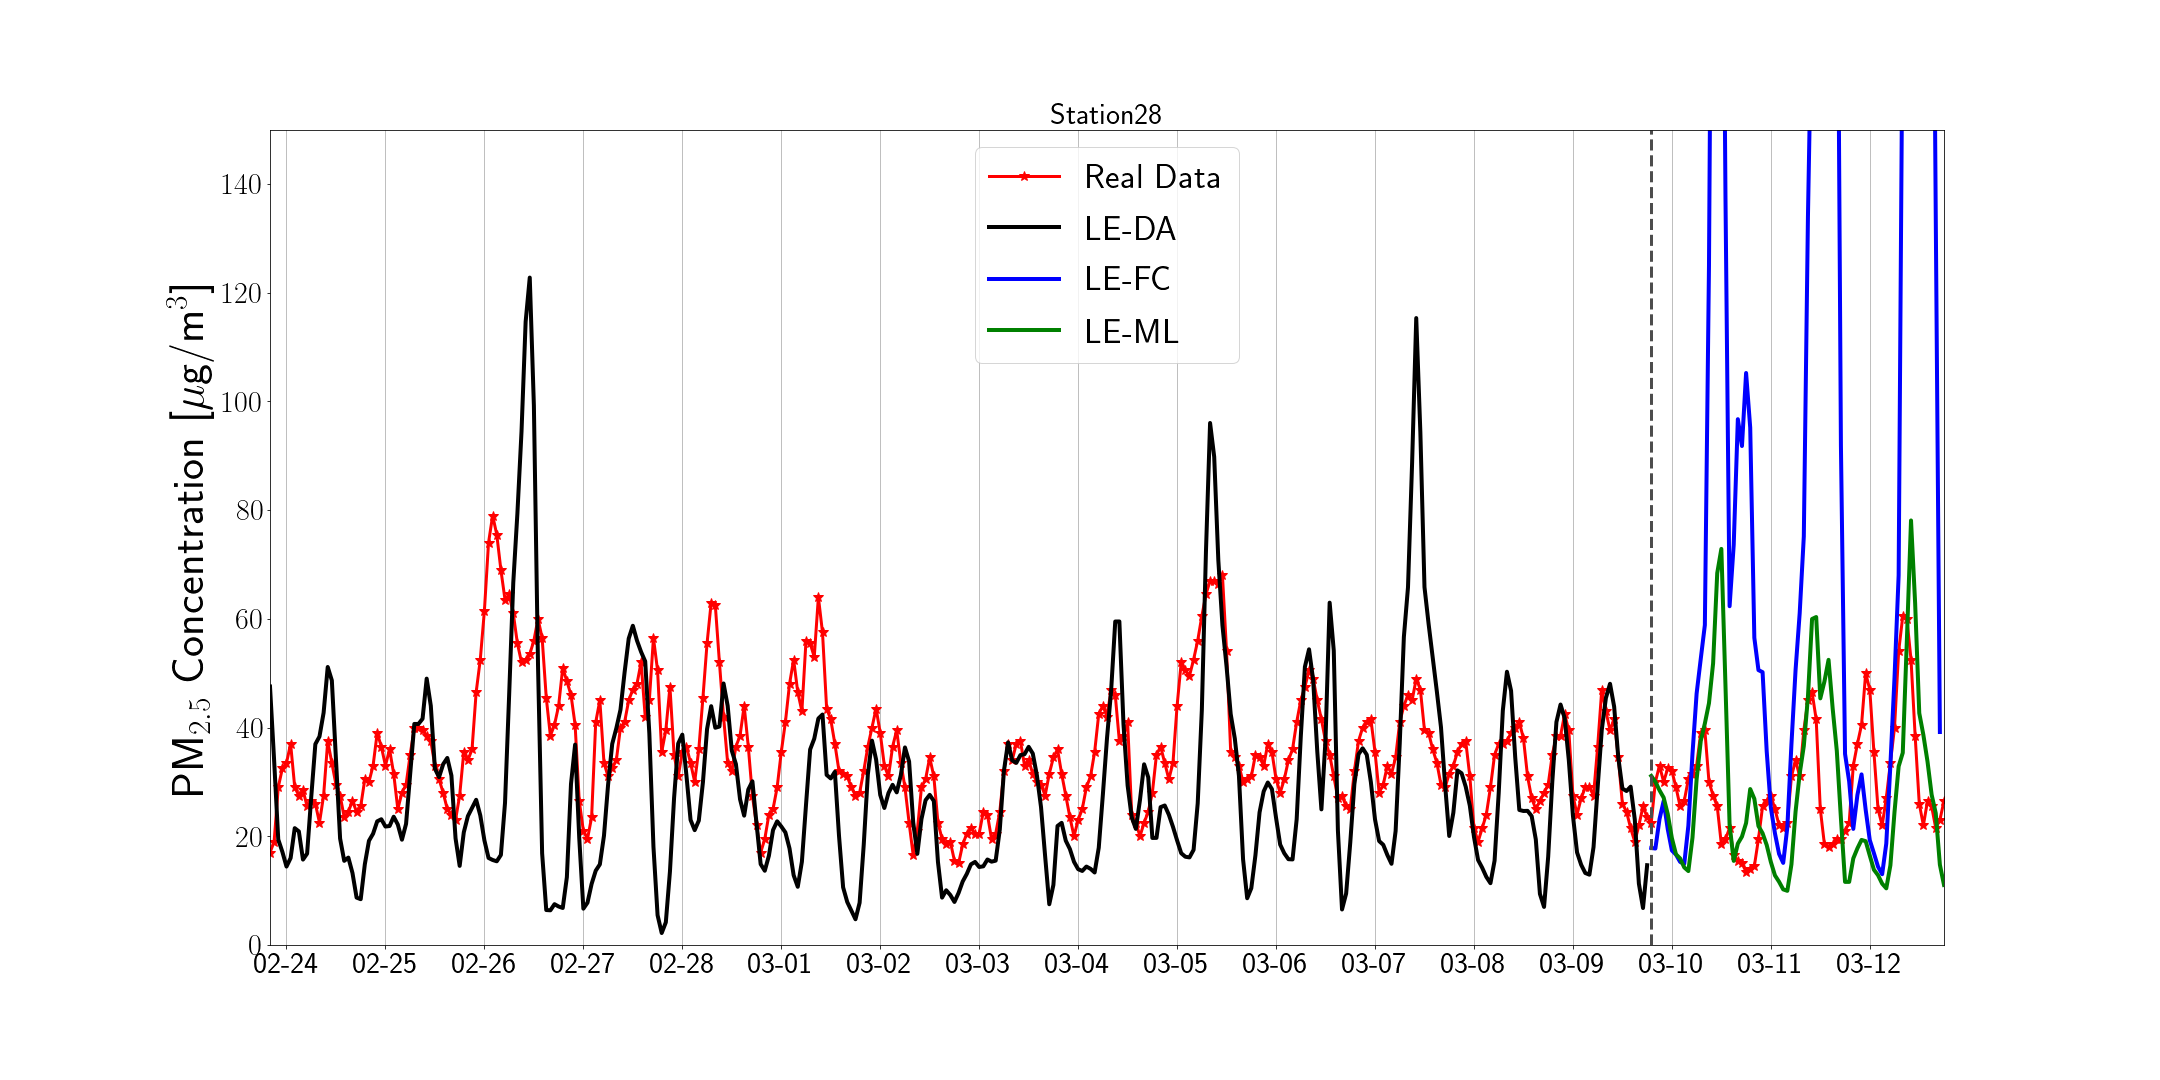 Station28
PM2.5 Concentration [μg/m³]
140
120
100
80
60
40
20
0
Real Data
LE-DA
LE-FC
LE-ML
02-24 02-25 02-26 02-27 02-28 03-01 03-02 03-03 03-04 03-05 03-06 03-07 03-08 03-09 03-10 03-11 03-12